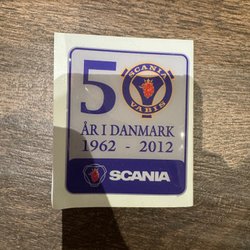 50
SCANIA
VABIS
ÅR I DANMARK
1962 - 2012
SCANIA